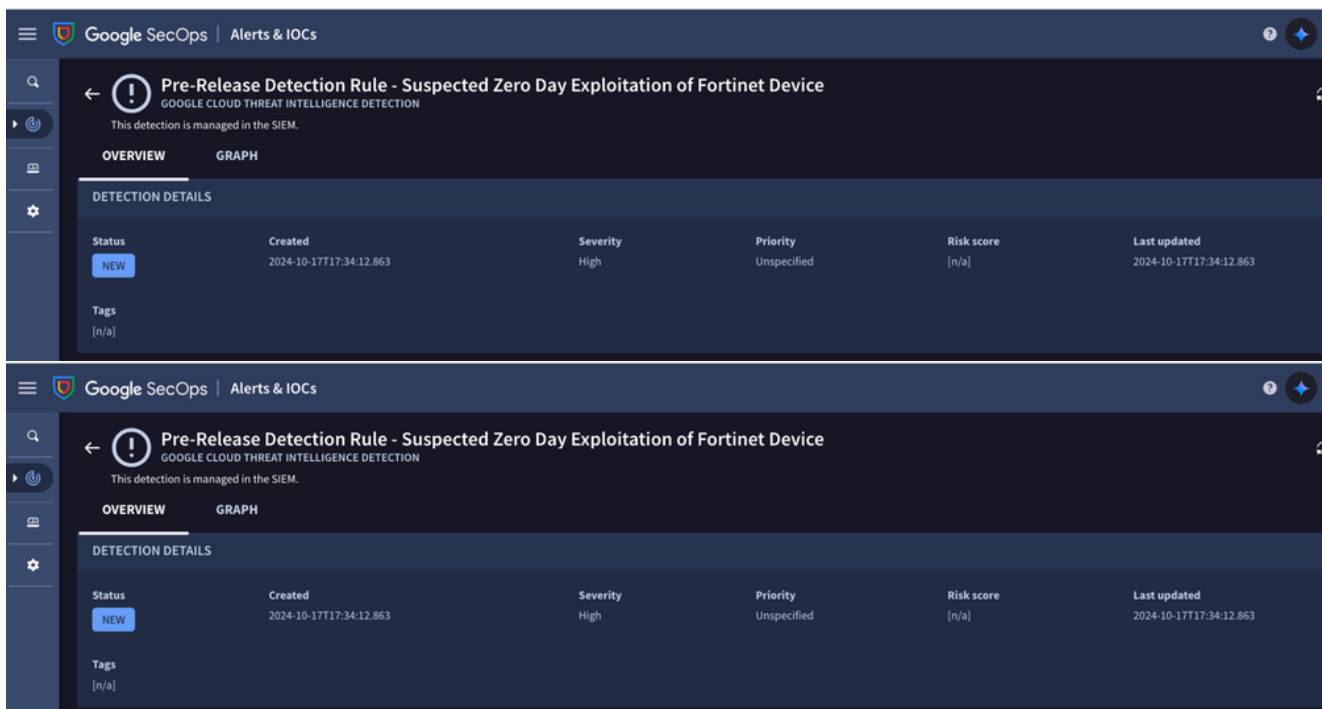 Google SecOps | Alerts & IOCs
Pre-Release Detection Rule - Suspected Zero Day Exploitation of Fortinet Device
GOOGLE CLOUD THREAT INTELLIGENCE DETECTION
This detection is managed in the SIEM.
OVERVIEW GRAPH
DETECTION DETAILS
Status Created Severity Priority Risk score Last updated
NEW 2024-10-17T17:34:12.863 High Unspecified [n/a] 2024-10-17T17:34:12.863
Tags
[n/a]
Google SecOps | Alerts & IOCs
Pre-Release Detection Rule - Suspected Zero Day Exploitation of Fortinet Device
GOOGLE CLOUD THREAT INTELLIGENCE DETECTION
This detection is managed in the SIEM.
OVERVIEW GRAPH
DETECTION DETAILS
Status Created Severity Priority Risk score Last updated
NEW 2024-10-17T17:34:12.863 High Unspecified [n/a] 2024-10-17T17:34:12.863
Tags
[n/a]